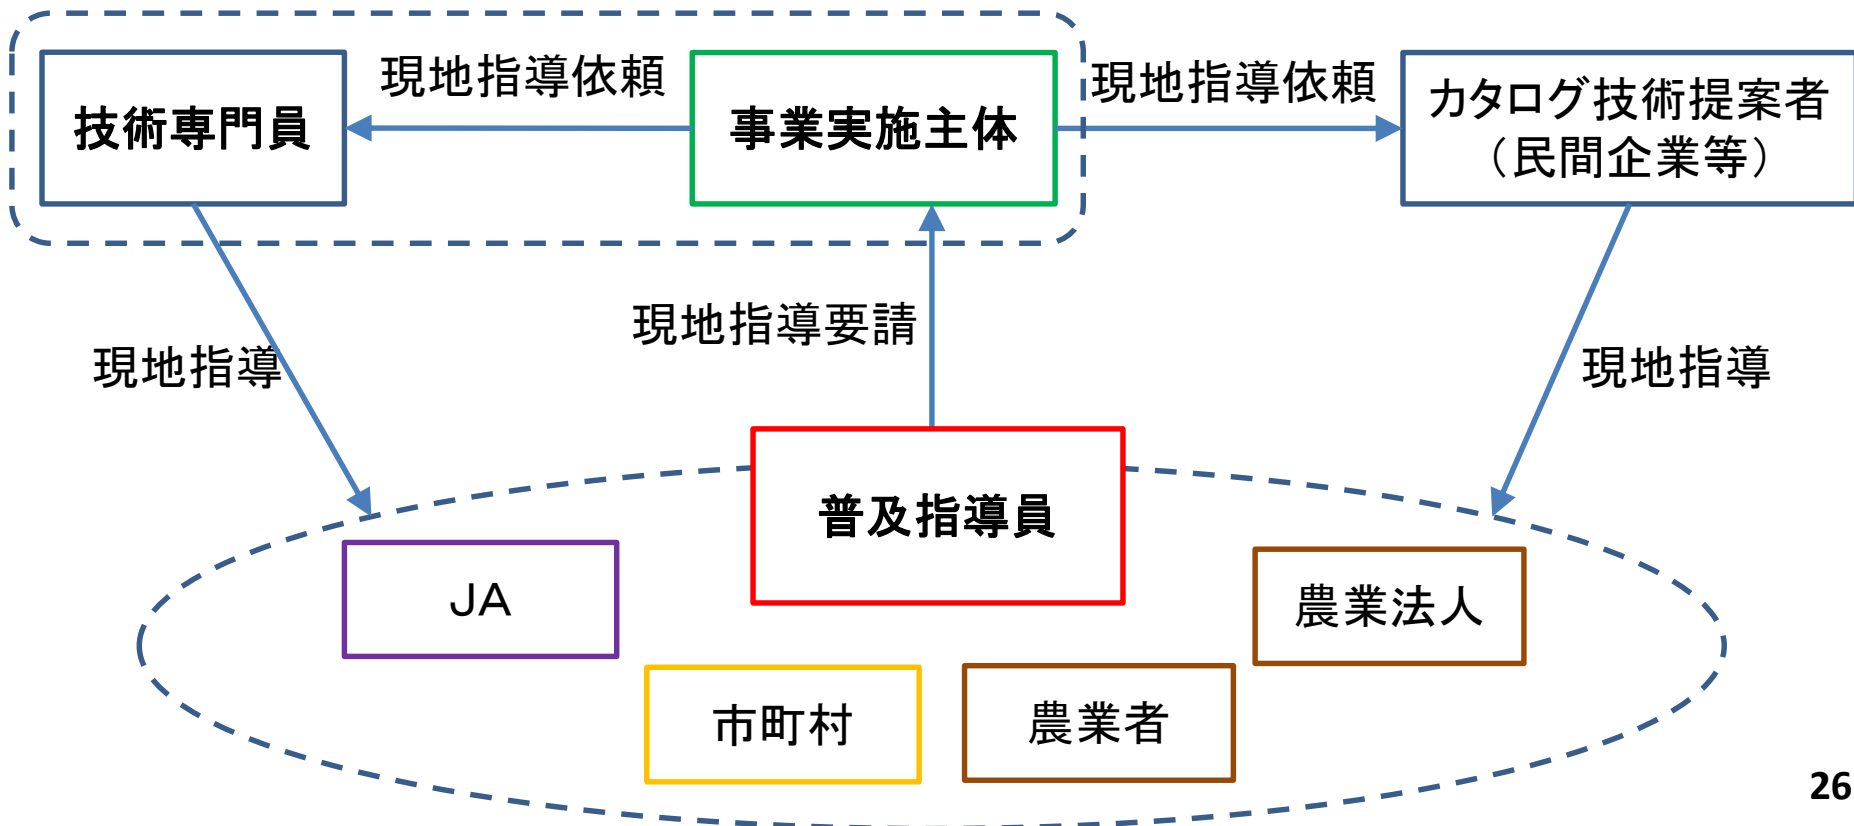 現地指導依頼
技術専門員
事業実施主体
現地指導依頼
カタログ技術提案者
（民間企業等）
現地指導要請
現地指導
現地指導
普及指導員
JA
農業法人
市町村
農業者
26